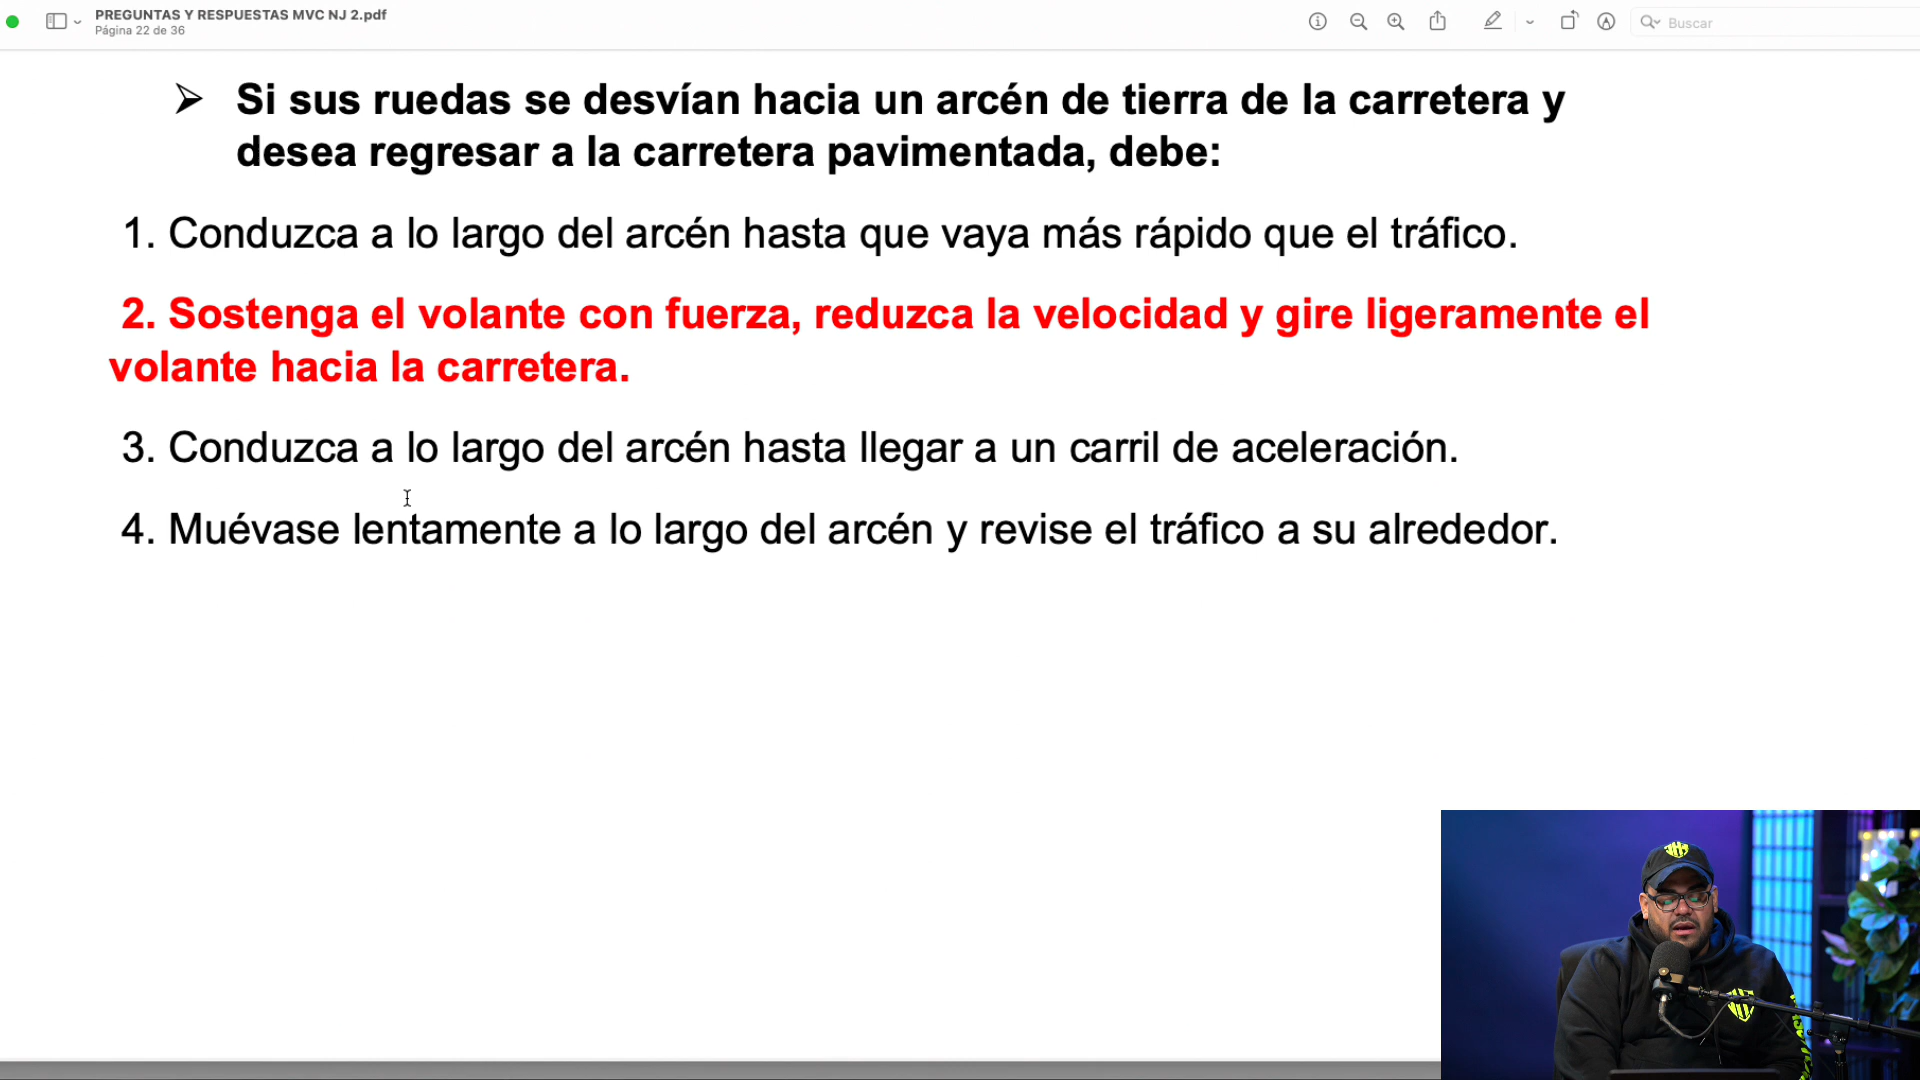 PREGUNTAS Y RESPUESTAS MVC NJ 2.pdf
Página 22 de 36
Buscar
➢ Si sus ruedas se desvían hacia un arcén de tierra de la carretera y
desea regresar a la carretera pavimentada, debe:
1. Conduzca a lo largo del arcén hasta que vaya más rápido que el tráfico.
2. Sostenga el volante con fuerza, reduzca la velocidad y gire ligeramente el
volante hacia la carretera.
3. Conduzca a lo largo del arcén hasta llegar a un carril de aceleración.
4. Muévase lentamente a lo largo del arcén y revise el tráfico a su alrededor.